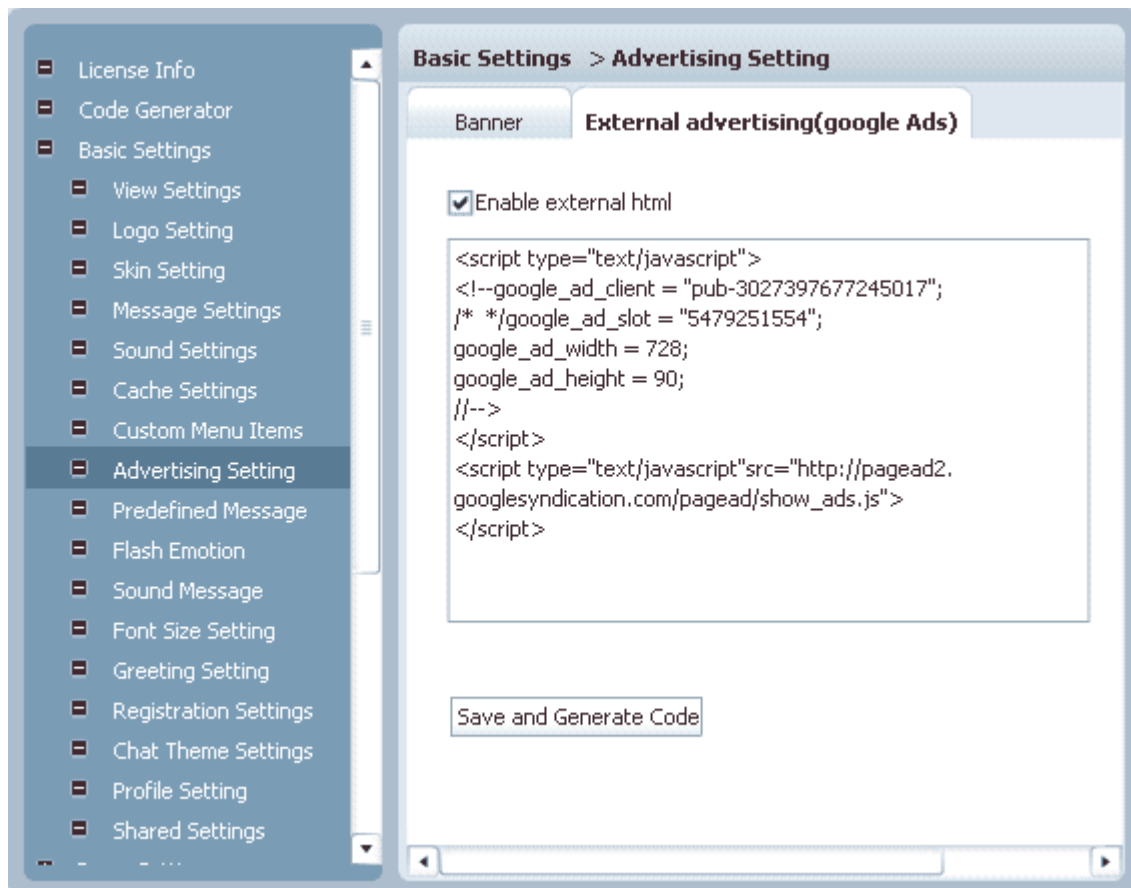 License Info
Code Generator
Basic Settings
View Settings
Logo Setting
Skin Setting
Message Settings
Sound Settings
Cache Settings
Custom Menu Items
Advertising Setting
Predefined Message
Flash Emotion
Sound Message
Font Size Setting
Greeting Setting
Registration Settings
Chat Theme Settings
Profile Setting
Shared Settings
Basic Settings > Advertising Setting
Banner
External advertising(google Ads)
Enable external html
<script type="text/javascript">
<!--google_ad_client = "pub-3027397677245017";
/* */google_ad_slot = "5479251554";
google_ad_width = 728;
google_ad_height = 90;
//-->
</script>
<script type="text/javascript"src="http://pagead2.
googlesyndication.com/pagead/show_ads.js">
</script>
Save and Generate Code